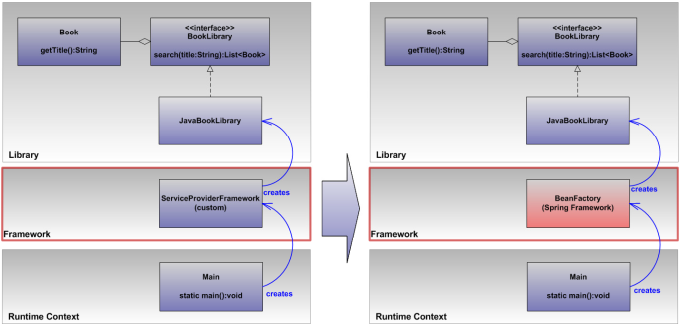 Book
getTitle():String
<<interface>>
BookLibrary
search(title:String):List<Book>
JavaBookLibrary
Library
creates
ServiceProviderFramework
(custom)
Framework
Main
static main():void
creates
Runtime Context
Book
getTitle():String
<<interface>>
BookLibrary
search(title:String):List<Book>
JavaBookLibrary
Library
creates
BeanFactory
(Spring Framework)
Framework
Main
static main():void
creates
Runtime Context